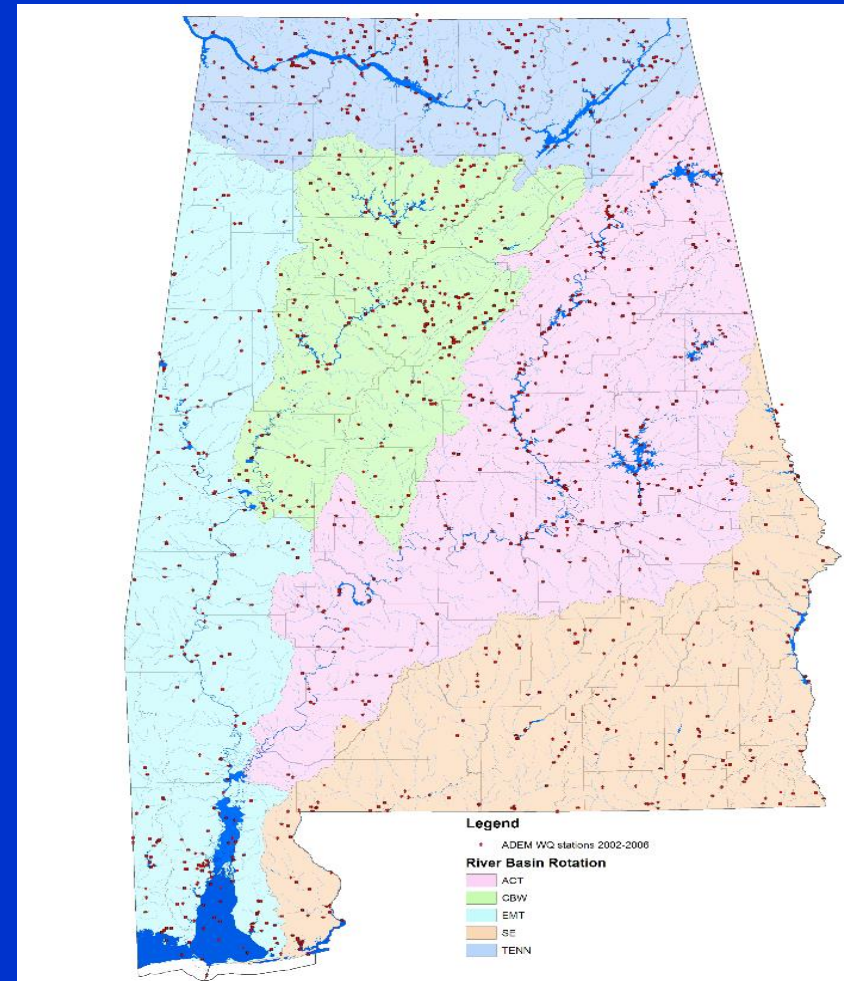 Legend
ADEM WQ stations 2002-2006
River Basin Rotation
ACT
CBW
EMT
SE
TENN